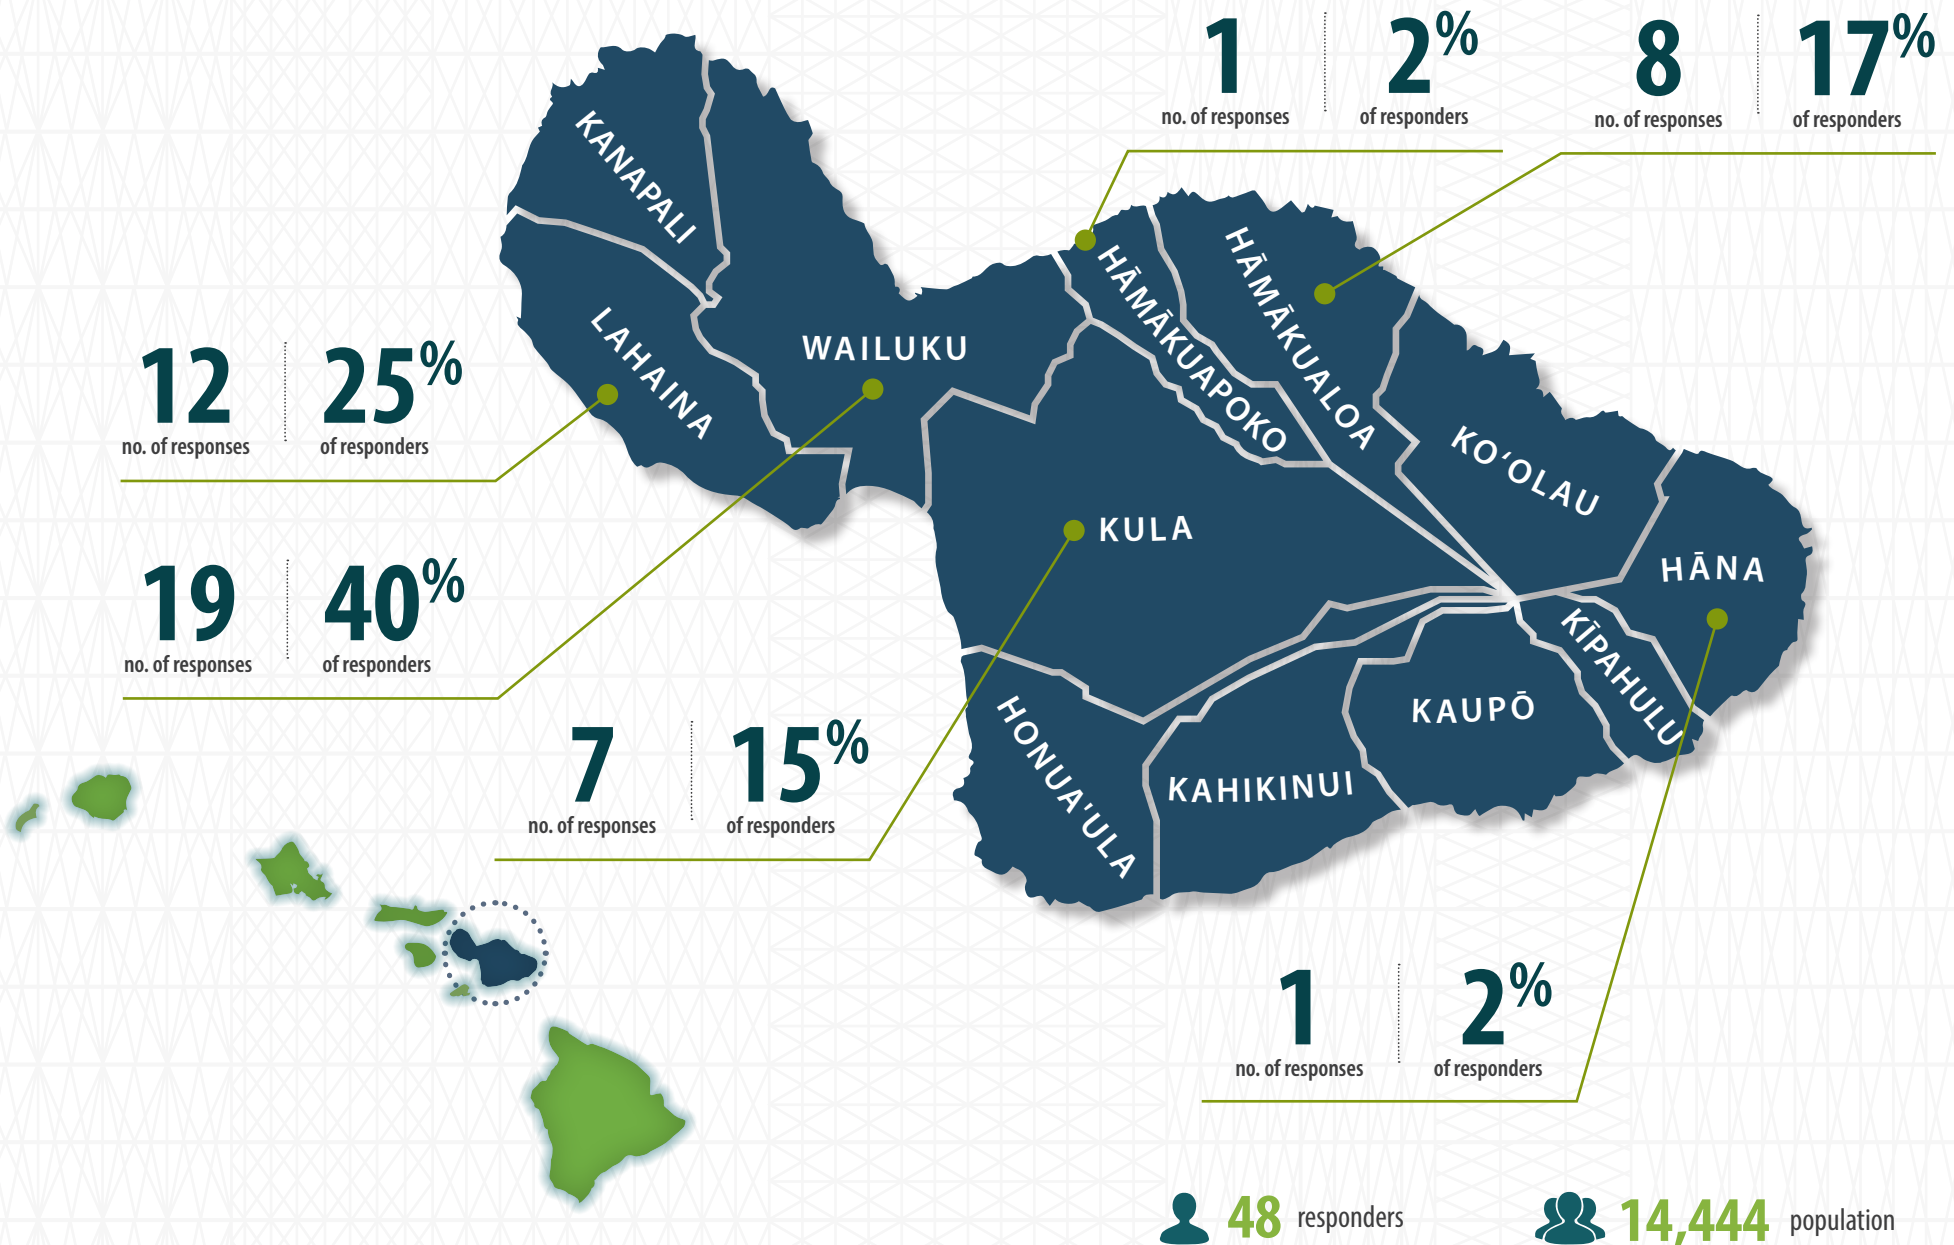 1
2%
no. of responses
of responders
8
17%
no. of responses
of responders
KANAPALI
LAHAINA
WAILUKU
HĀMĀKUAPOKO
HĀMĀKUALOA
KOʻOLAU
KULA
HĀNA
KĪPAHULU
KAUPŌ
KAHIKINUI
HONUA'ULA
12
25%
no. of responses
of responders
19
40%
no. of responses
of responders
7
15%
no. of responses
of responders
1
2%
no. of responses
of responders
48 responders
14,444 population